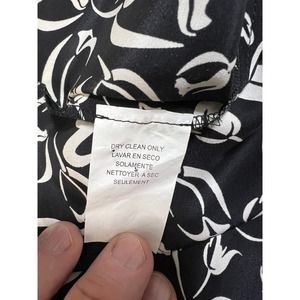 DRY CLEAN ONLY
LAVAR EN SECO
SOLAMENTE
NETTOYER A SEC
SEULEMENT